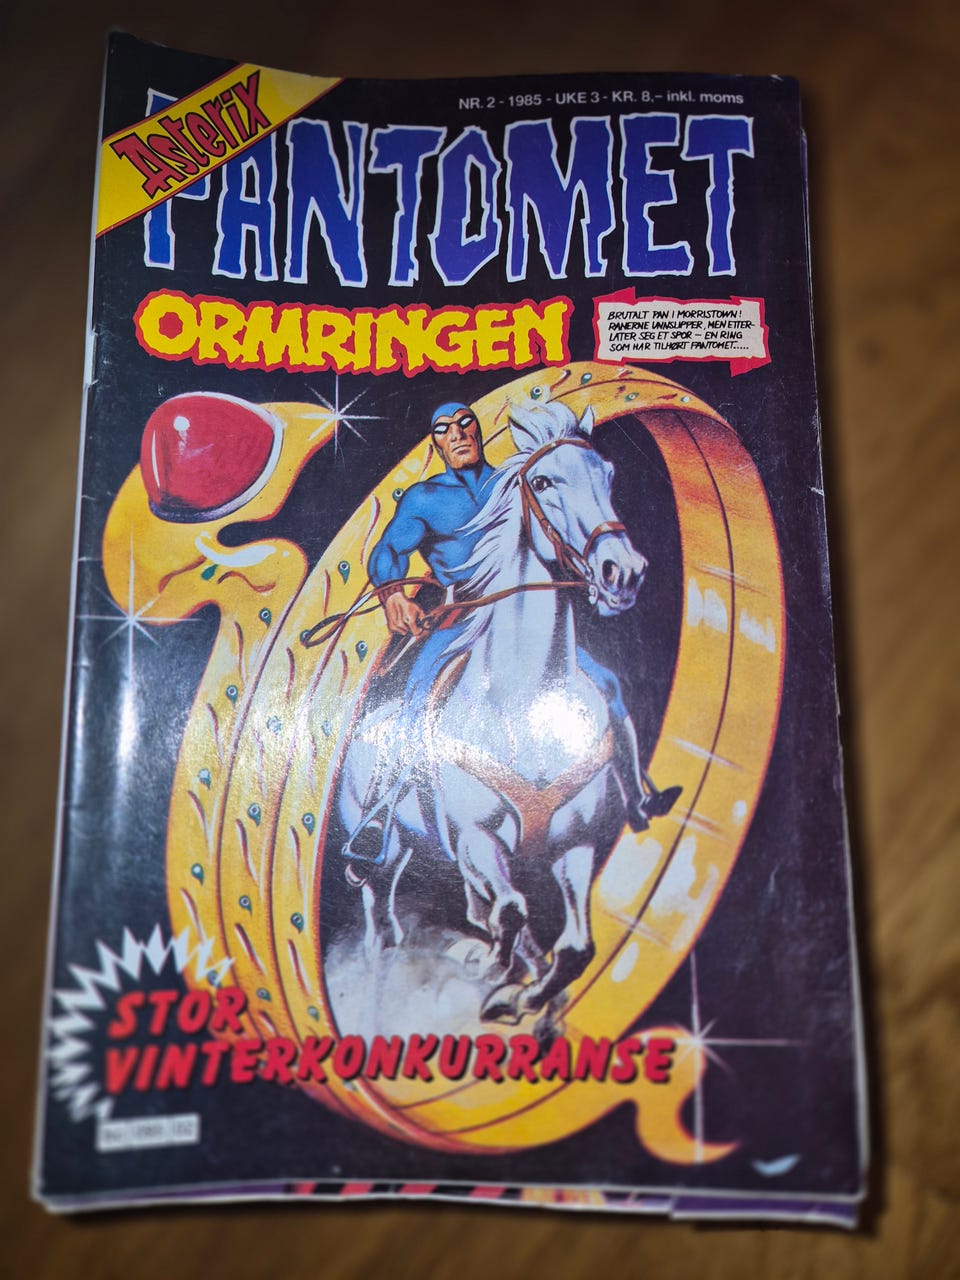 Asterix
NR. 2 - 1985 - UKE 3 - KR. 8,- inkl. moms
FANTOMET
ORMRINGEN
BRUTALT RAN I MORRISTOWN!
RANERNE UNNSLIPPER, MEN ETTER-
LATER SEG ET SPOR - EN RING
SOM HAR TILHØRT FANTOMET.....
STOR
VINTERKONKURRANSE